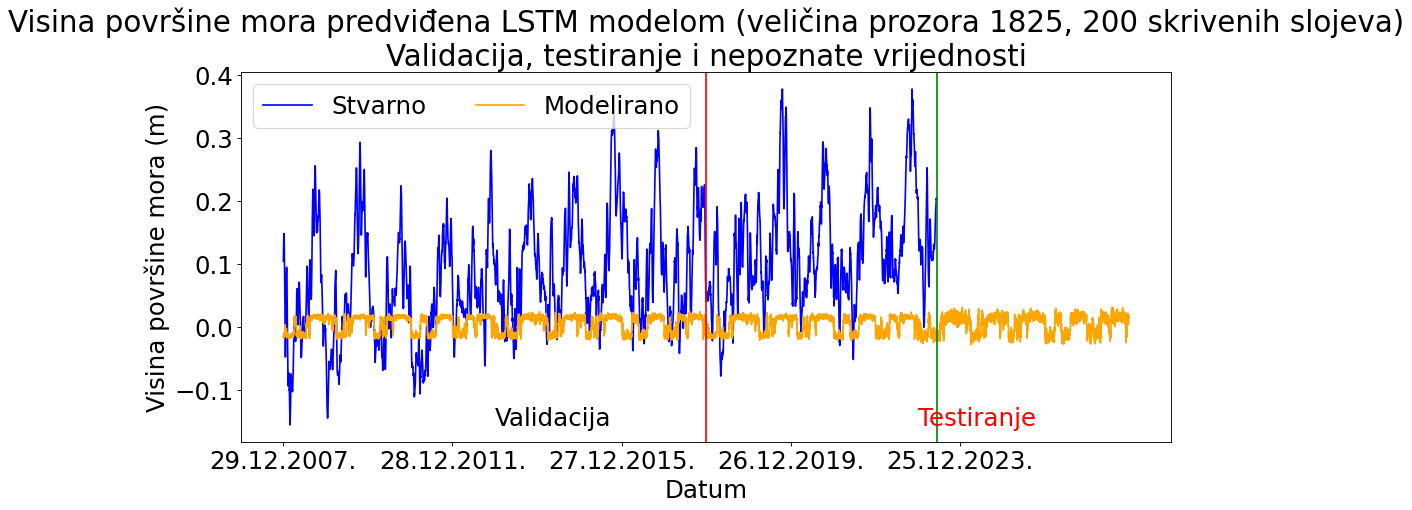 Visina površine mora predviđena LSTM modelom (veličina prozora 1825, 200 skrivenih slojeva)
Validacija, testiranje i nepoznate vrijednosti
Stvarno Modelirano
Visina površine mora (m)
0.4
0.3
0.2
0.1
0.0
−0.1
Validacija Testiranje
29.12.2007. 28.12.2011. 27.12.2015. 26.12.2019. 25.12.2023.
Datum